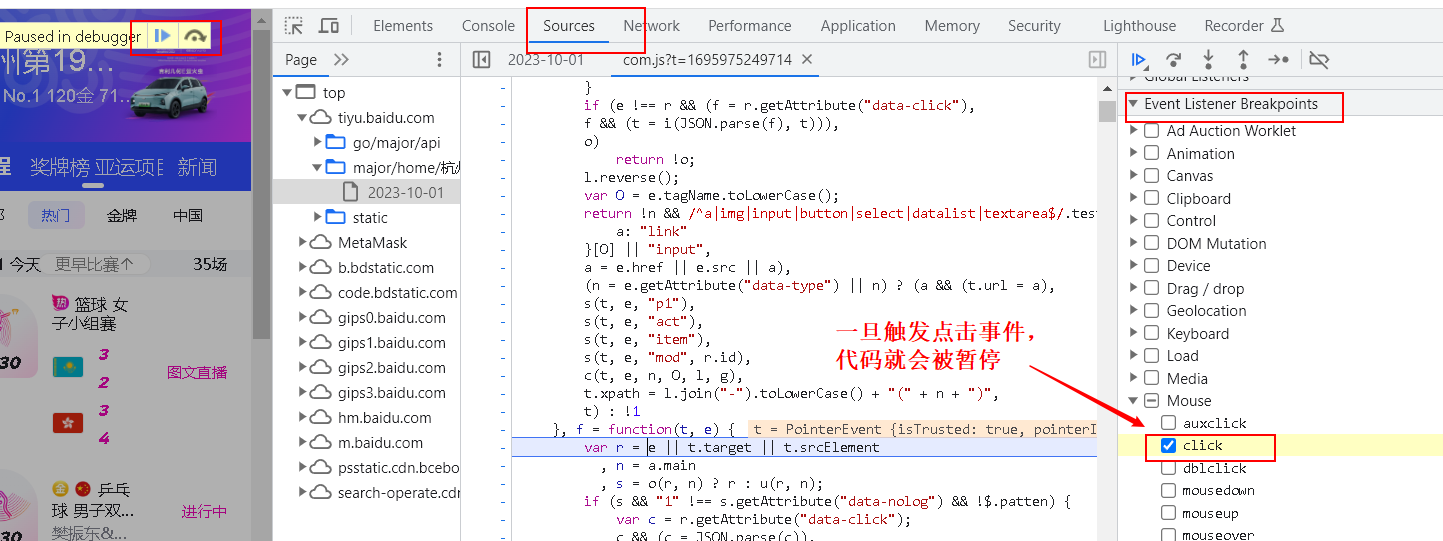 Paused in debugger
州第19...
No.1 120金 71...
程
奖牌榜
亚运项目
新闻
热门
金牌
中国
今天
更早比赛个
35场
热 篮球 女
子小组赛
30
3
2
图文直播
3
4
金 乒乓
球 男子双...
樊振东&...
进行中
30
Elements
Console
Sources
Network
Performance
Application
Memory
Security
Lighthouse
Recorder
Page
top
tiyu.baidu.com
go/major/api
major/home/杭州
2023-10-01
static
MetaMask
b.bdstatic.com
code.bdstatic.com
gips0.baidu.com
gips1.baidu.com
gips2.baidu.com
gips3.baidu.com
hm.baidu.com
m.baidu.com
psstatic.cdn.bcebo
search-operate.cdn
2023-10-01
com.js?t=1695975249714
}
if (e !== r && (f = r.getAttribute("data-click"),
f && (t = i(JSON.parse(f), t))),
o)
return !o;
l.reverse();
var O = e.tagName.toLowerCase();
return !n && /^a|img|input|button|select|datalist|textarea$/.tes
a: "link"
}[O] || "input",
a = e.href || e.src || a),
(n = e.getAttribute("data-type") || n) ? (a && (t.url = a),
s(t, e, "p1"),
s(t, e, "act"),
s(t, e, "item"),
s(t, e, "mod", r.id),
c(t, e, n, O, l, g),
t.xpath = l.join("-").toLowerCase() + "(" + n + ")",
t) : !1
}, f = function(t, e) { t = PointerEvent {isTrusted: true, pointerI
var r = e || t.target || t.srcElement
, n = a.main
, s = o(r, n) ? r : u(r, n);
if (s && "1" !== s.getAttribute("data-nolog") && !$.patten) {
var c = r.getAttribute("data-click");
c && (c = JSON.parse(c)),
一旦触发点击事件，
代码就会被暂停
Global Listeners
Event Listener Breakpoints
Ad Auction Worklet
Animation
Canvas
Clipboard
Control
DOM Mutation
Device
Drag / drop
Geolocation
Keyboard
Load
Media
Mouse
auxclick
click
dblclick
mousedown
mouseup
mouseover